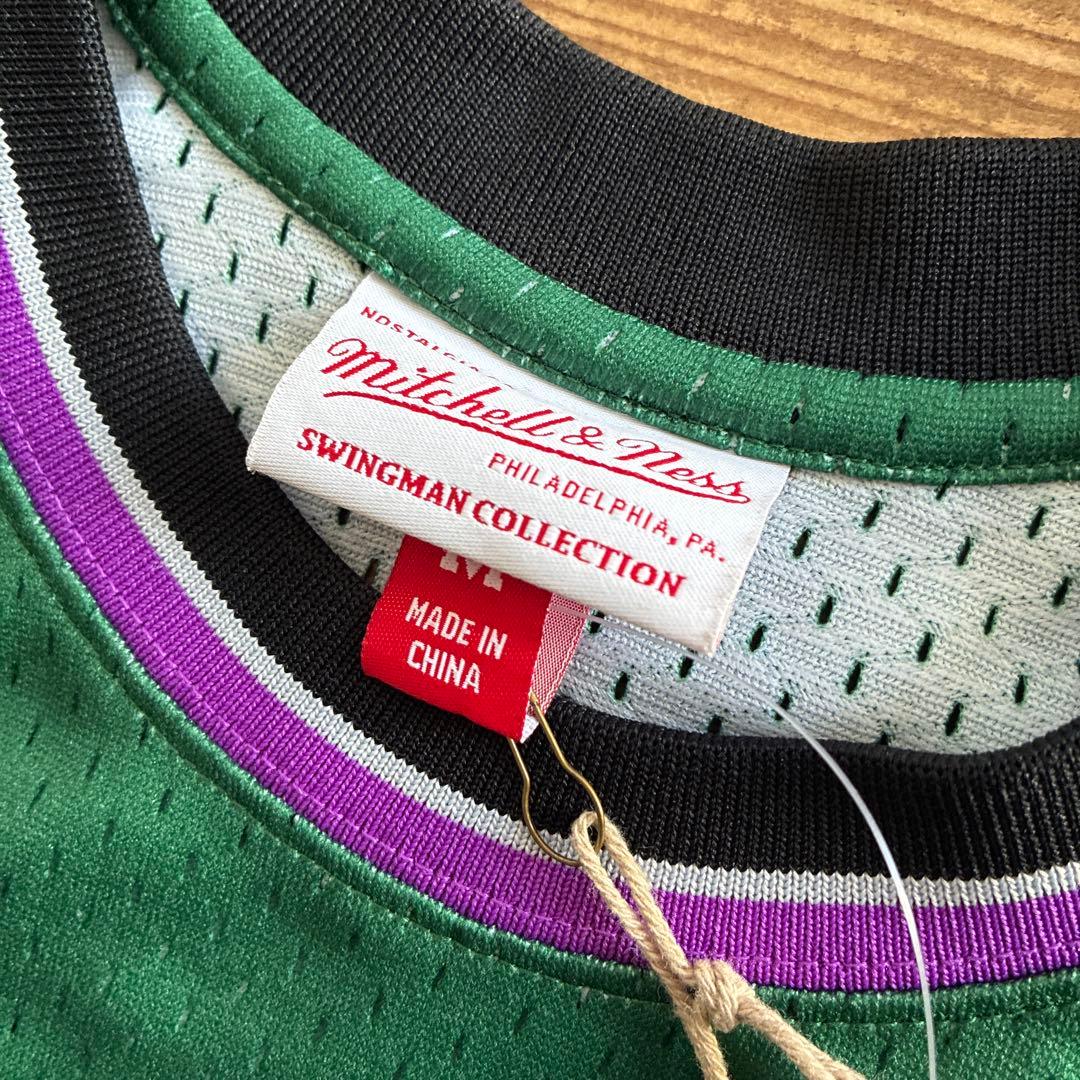 Mitchell & Ness
PHILADELPHIA, PA.
SWINGMAN COLLECTION
M
MADE IN
CHINA